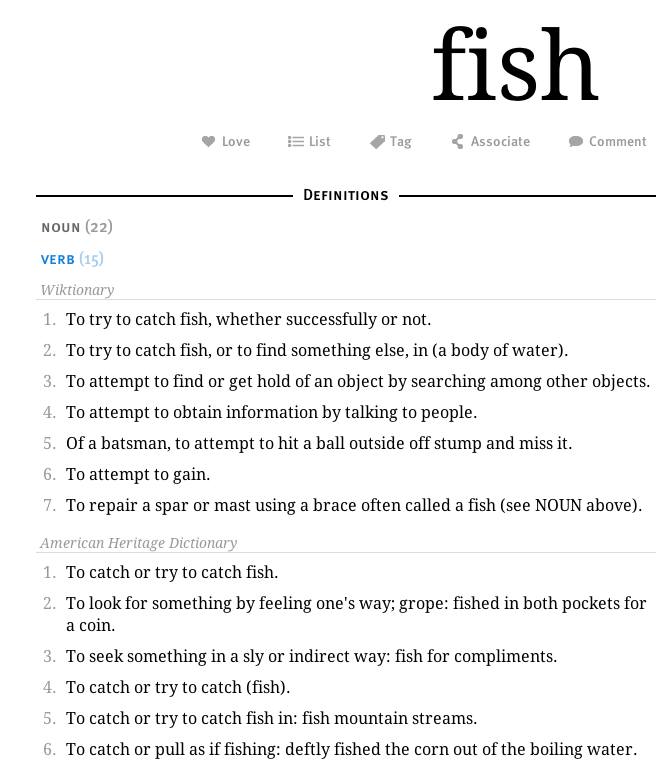 fish
Love List Tag Associate Comment
Definitions
NOUN (22)
VERB (15)
Wiktionary
1. To try to catch fish, whether successfully or not.
2. To try to catch fish, or to find something else, in (a body of water).
3. To attempt to find or get hold of an object by searching among other objects.
4. To attempt to obtain information by talking to people.
5. Of a batsman, to attempt to hit a ball outside off stump and miss it.
6. To attempt to gain.
7. To repair a spar or mast using a brace often called a fish (see NOUN above).
American Heritage Dictionary
1. To catch or try to catch fish.
2. To look for something by feeling one's way; grope: fished in both pockets for
a coin.
3. To seek something in a sly or indirect way: fish for compliments.
4. To catch or try to catch (fish).
5. To catch or try to catch fish in: fish mountain streams.
6. To catch or pull as if fishing: deftly fished the corn out of the boiling water.